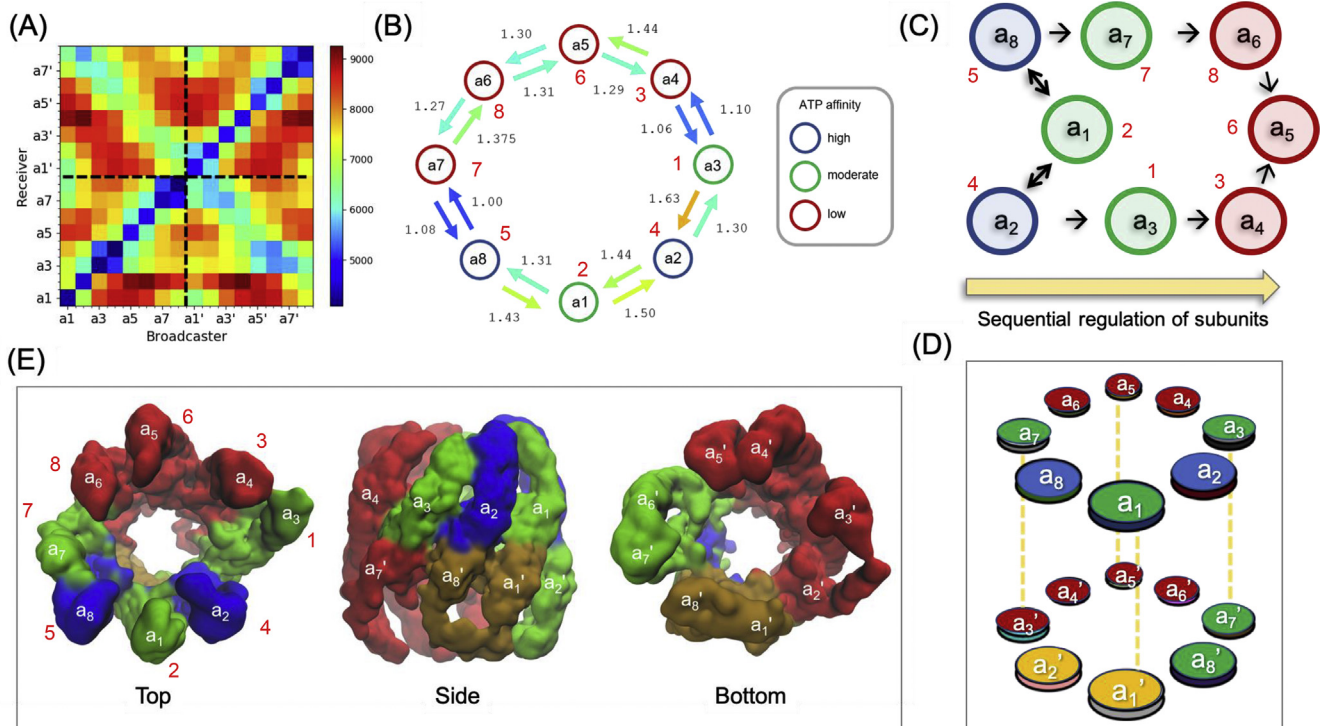 (A)
a7'
a5'
a3'
a1'
a7
a5
a3
a1
Receiver
a1 a3 a5 a7 a1' a3' a5' a7'
Broadcaster
9000
8000
7000
6000
5000
(B)
1.30
a5
1.44
a6
6
a4
8
1.31
1.29
3
1.27
1.10
1.375
1.06
a7
7
1
a3
1.63
1.00
4
1.30
1.08
5
a2
a8
1.31
2
1.44
a1
1.43
1.50
ATP affinity
high
moderate
low
(C)
a8 a7 a6
5 7 8
a1 2 6 a5
4 1 3
a2 a3 a4
Sequential regulation of subunits
(D)
a5
a6 a4
a7 a3
a8 a2
a1
a5'
a4' a6'
a3' a7'
a2' a8'
a1'
(E)
a5 6
3
8 a6 a4
7 a3
a7 1
a8 a2
5 a1 4
2
Top
a4 a3 a2 a1
a7' a8' a1' a2'
Side
a5' a4'
a6' a3'
a7'
a8' a2'
a1'
Bottom